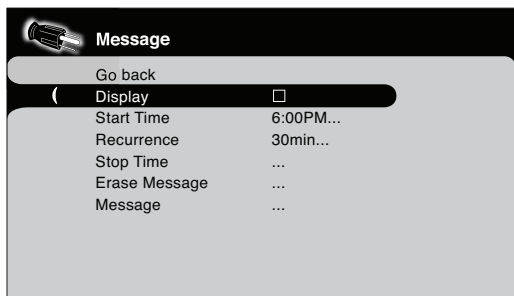 Message
Go back
Display ☐
Start Time 6:00PM...
Recurrence 30min...
Stop Time ...
Erase Message ...
Message ...